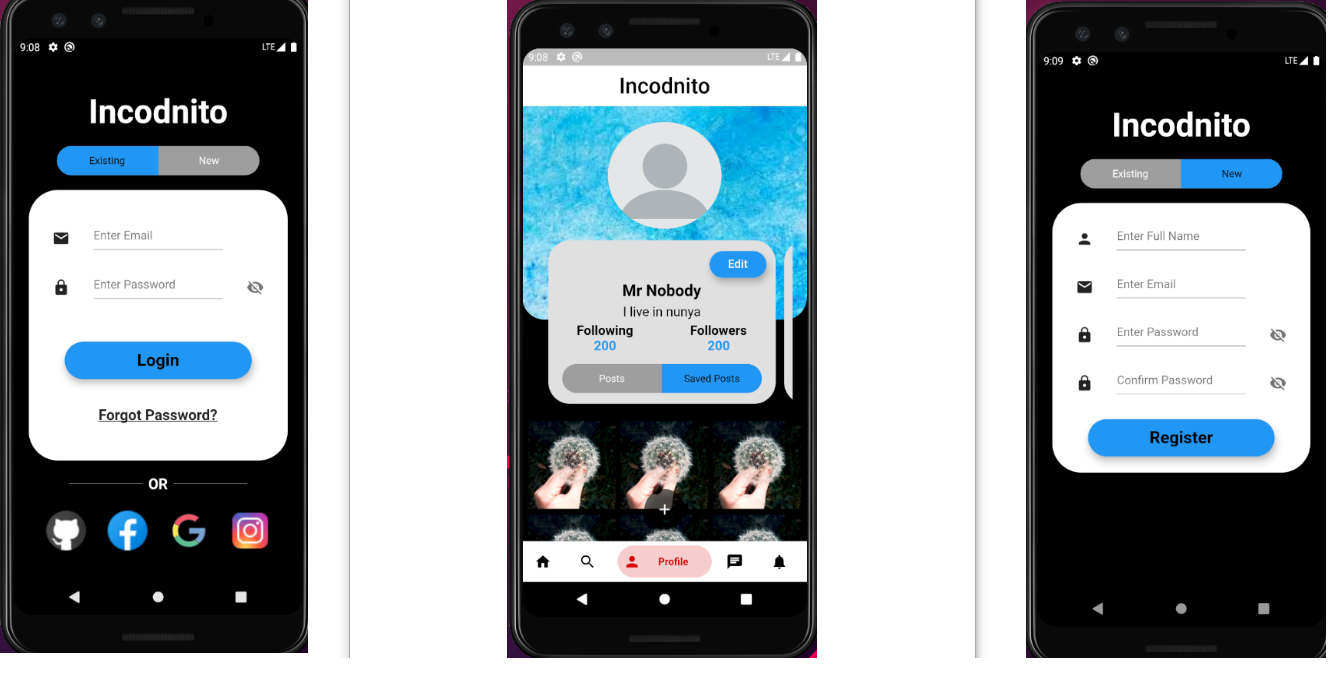 9:08 LTE
Incodnito
Existing New
Enter Email
Enter Password
Login
Forgot Password?
OR
9:08 LTE
Incodnito
Edit
Mr Nobody
I live in nunya
Following Followers
200 200
Posts Saved Posts
+
Profile
9:09 LTE
Incodnito
Existing New
Enter Full Name
Enter Email
Enter Password
Confirm Password
Register